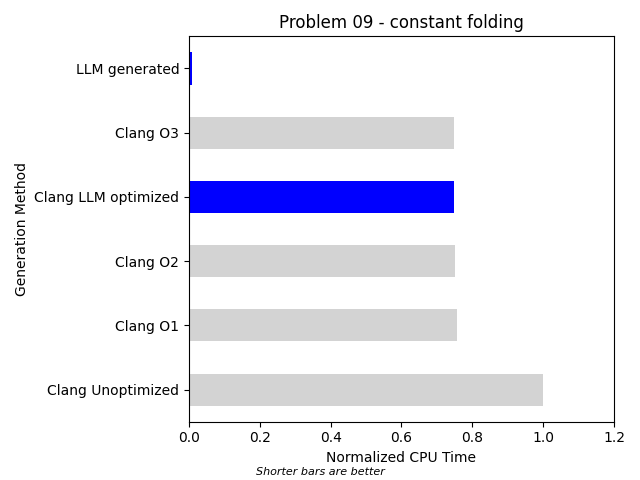 Problem 09 - constant folding
Generation Method
LLM generated
Clang O3
Clang LLM optimized
Clang O2
Clang O1
Clang Unoptimized
0.0 0.2 0.4 0.6 0.8 1.0 1.2
Normalized CPU Time
Shorter bars are better